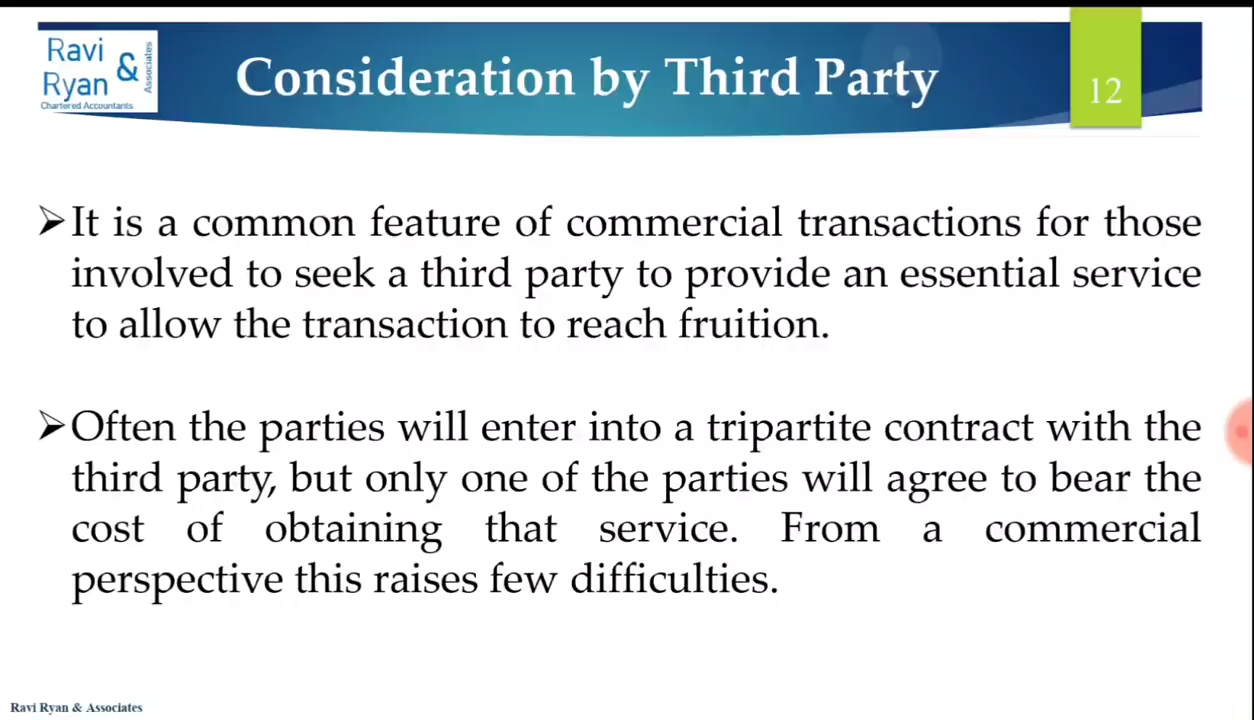 Ravi
Ryan
&
Associates
Chartered Accountants
Consideration by Third Party
12
It is a common feature of commercial transactions for those
involved to seek a third party to provide an essential service
to allow the transaction to reach fruition.
Often the parties will enter into a tripartite contract with the
third party, but only one of the parties will agree to bear the
cost of obtaining that service. From a commercial
perspective this raises few difficulties.
Ravi Ryan & Associates